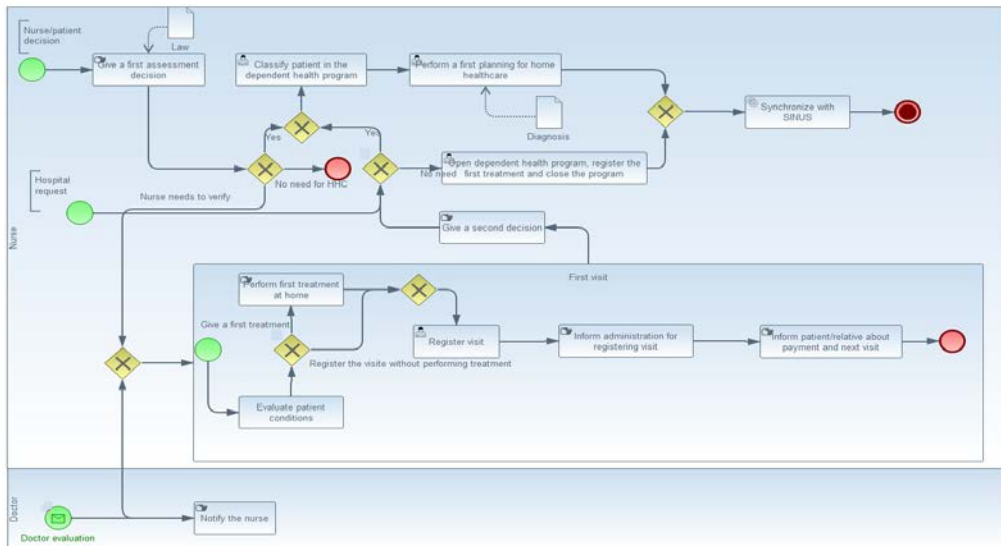 Nurse/patient
decision
Law
Give a first assessment
decision
Classify patient in the
dependent health program
Perform a first planning for home
healthcare
Diagnosis
Synchronize with
SINUS
Yes
Yes
No need for HHC
No need
Open dependent health program, register the
first treatment and close the program
Hospital
request
Nurse needs to verify
Give a second decision
Nurse
First visit
Perform first treatment
at home
Give a first treatment
Register visit
Inform administration for
registering visit
Inform patient/relative about
payment and next visit
Register the visite without performing treatment
Evaluate patient
conditions
Doctor
Notify the nurse
Doctor evaluation